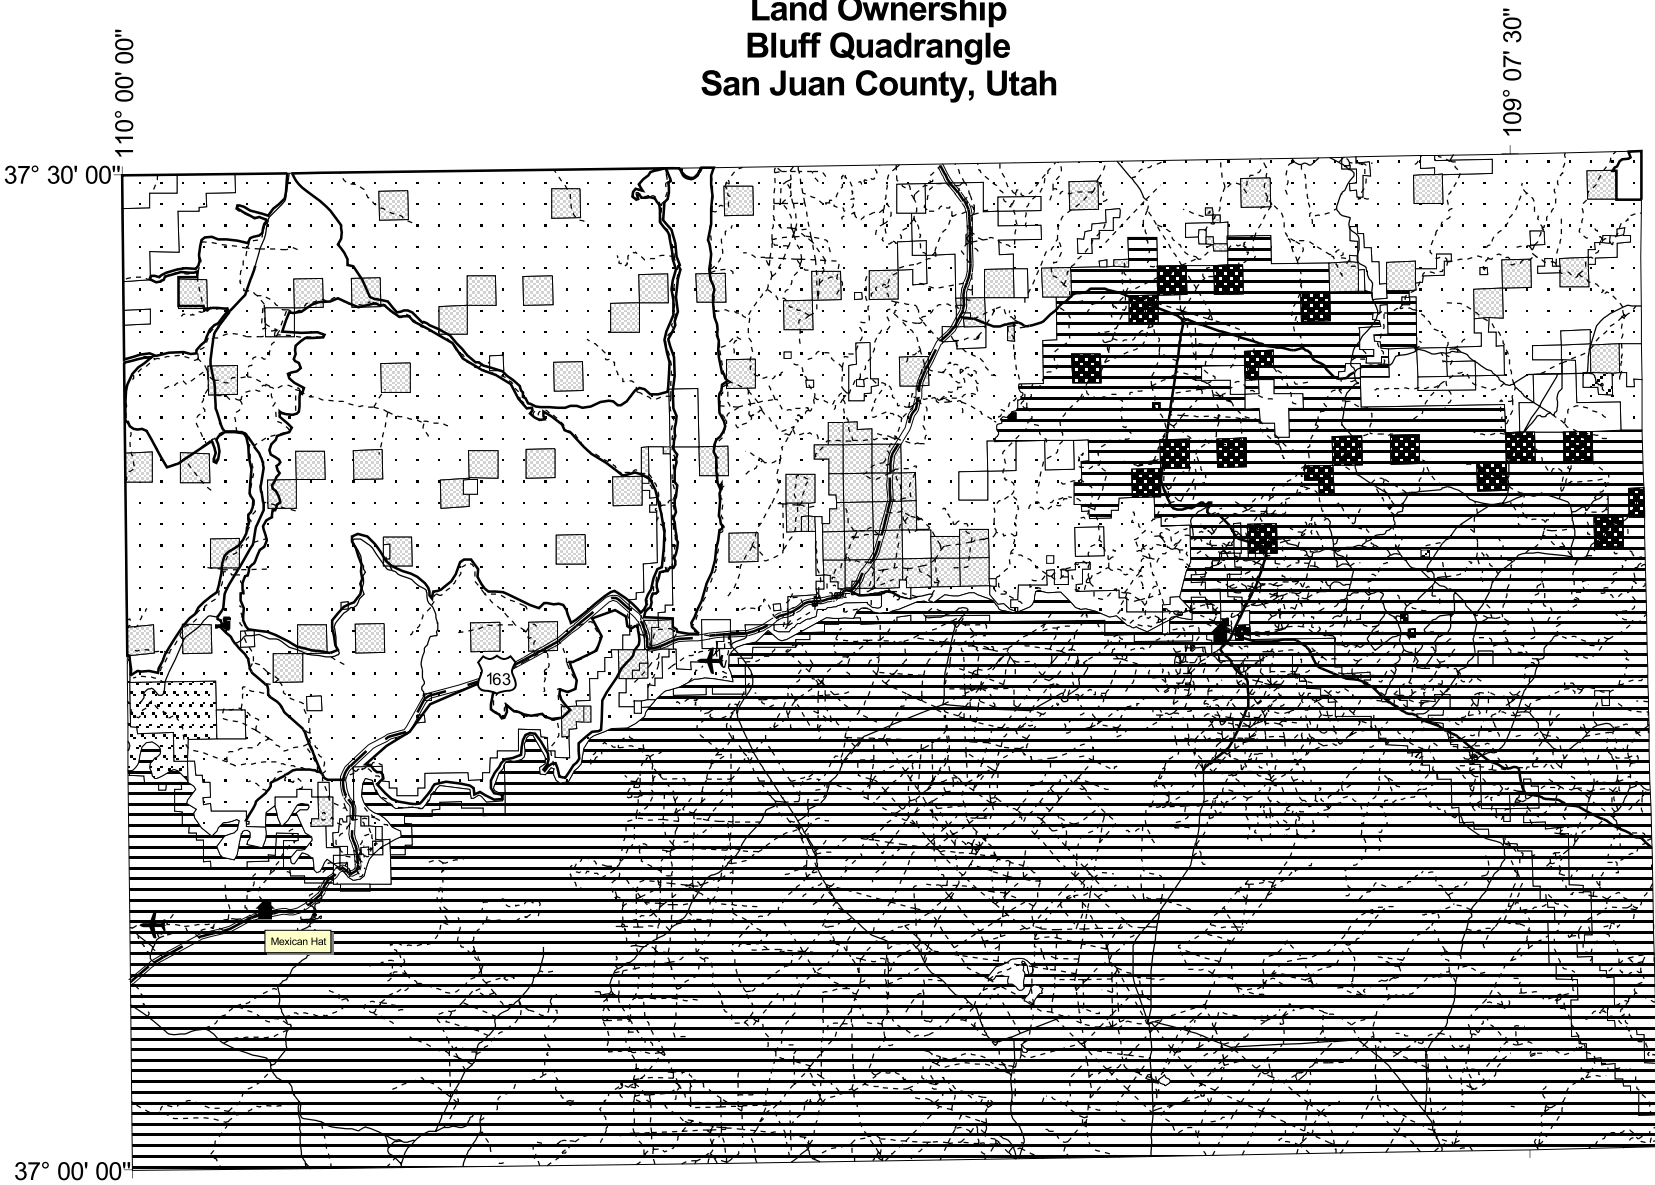 Land Ownership
Bluff Quadrangle
San Juan County, Utah
110° 00' 00"
109° 07' 30"
37° 30' 00"
163
Mexican Hat
37° 00' 00"